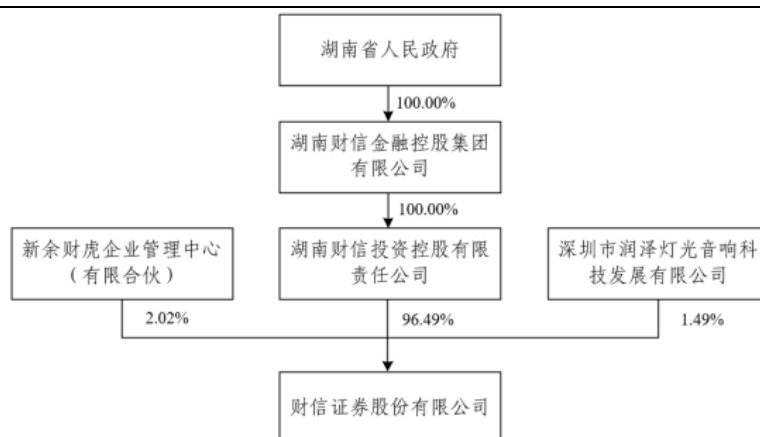 湖南省人民政府
100.00%
湖南财信金融控股集团
有限公司
100.00%
新余财虎企业管理中心
（有限合伙）
湖南财信投资控股有限
责任公司
深圳市润泽灯光音响科
技发展有限公司
2.02%
96.49%
1.49%
财信证券股份有限公司